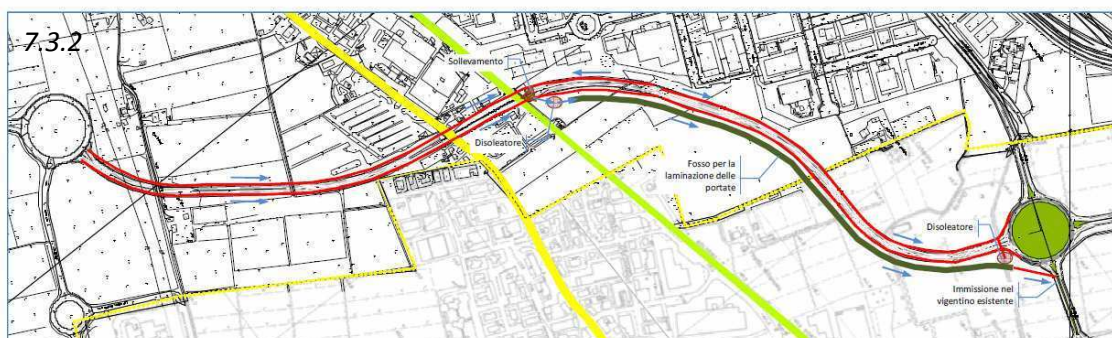 7.3.2
Sollevamento
Disoleatore
Fosso per la
laminazione delle
portate
Disoleatore
Immissione nel
vigentino esistente